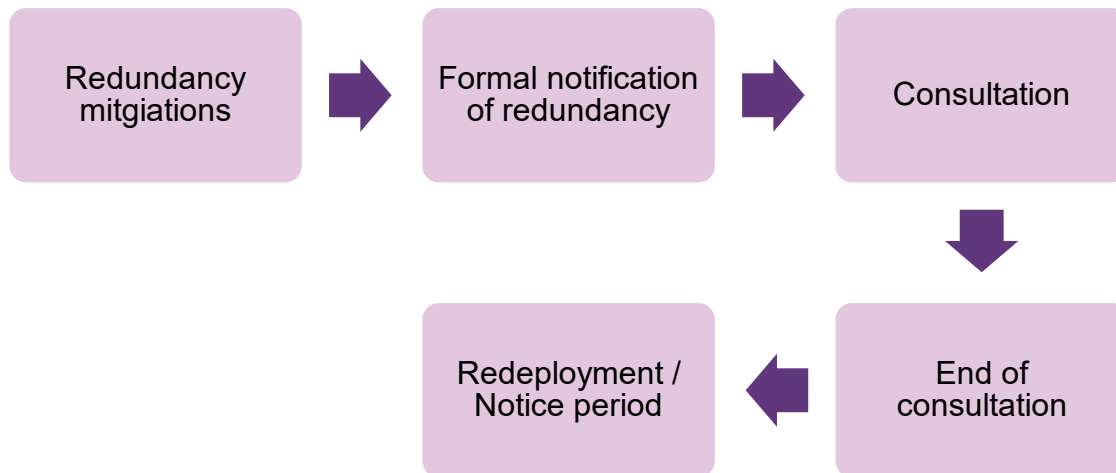 Redundancy
mitgiations
Formal notification
of redundancy
Consultation
End of
consultation
Redeployment /
Notice period